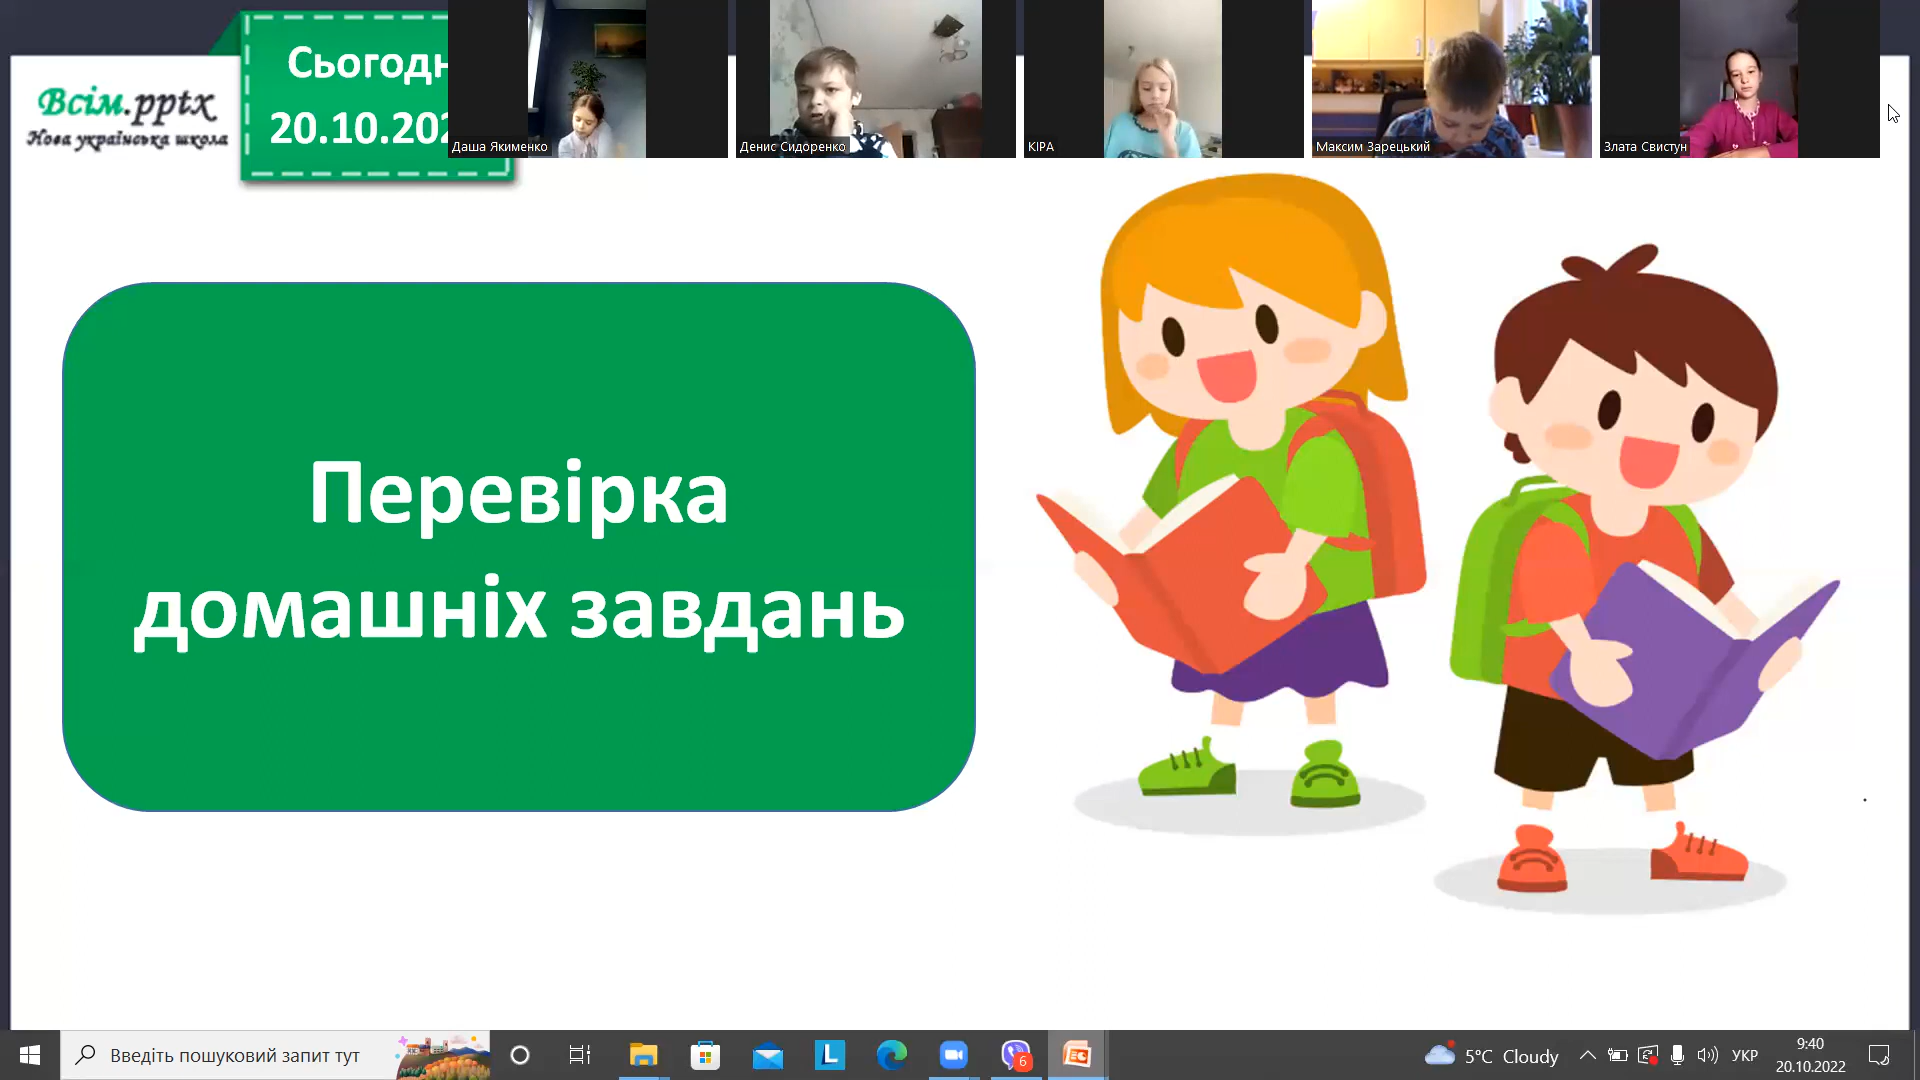 Сьогодн
20.10.202
Всім.pptx
Нова українська школа
Даша Якименко
Денис Сидоренко
KIPA
Максим Зарецький
Злата Свистун
Перевірка
домашніх завдань
Введіть пошуковий запит тут
L
6
5°C Cloudy
УКР
9:40
20.10.2022